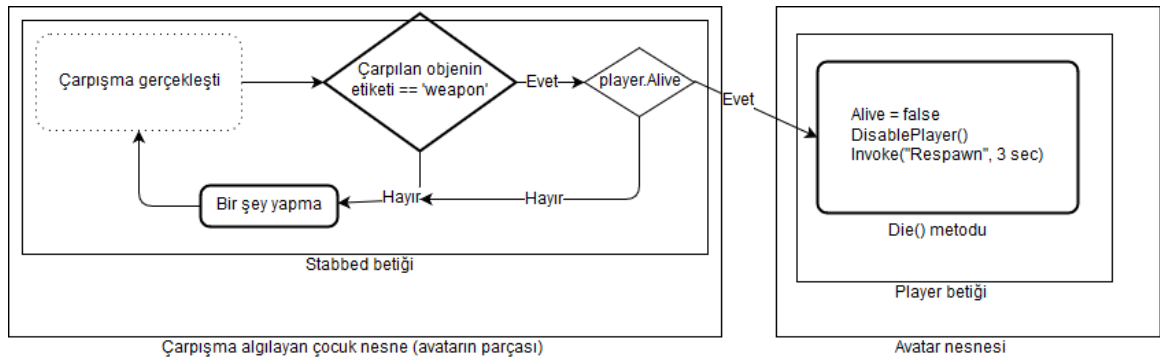 Çarpışma gerçekleşti
Çarpılan objenin
etiketi == 'weapon'
Evet
player.Alive
Evet
Alive = false
DisablePlayer()
Invoke("Respawn", 3 sec)
Bir şey yapma
Hayır
Hayır
Die() metodu
Stabbed betiği
Player betiği
Çarpışma algılayan çocuk nesne (avatarın parçası)
Avatar nesnesi